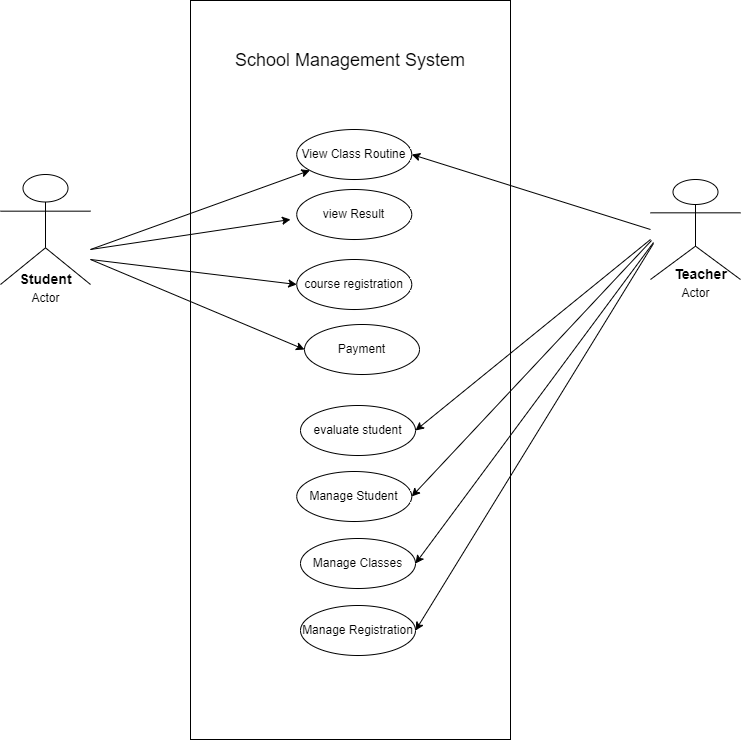 School Management System
View Class Routine
view Result
Student
Actor
course registration
Teacher
Actor
Payment
evaluate student
Manage Student
Manage Classes
Manage Registration